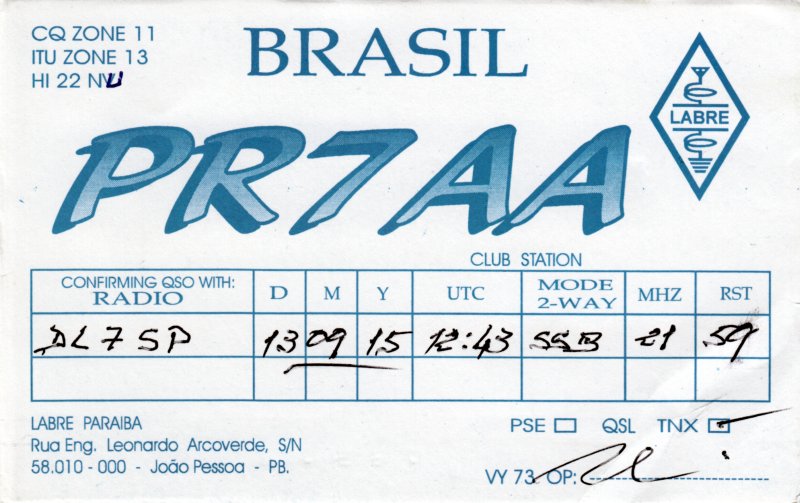 CQ ZONE 11
ITU ZONE 13
HI 22 NU
BRASIL
LABRE
PR7AA
CLUB STATION
CONFIRMING QSO WITH: RADIO D M Y UTC MODE 2-WAY MHZ RST
DL7SP 13 09 15 12:43 SSB 21 59
LABRE PARAIBA
Rua Eng. Leonardo Arcoverde, S/N
58.010-000 - João Pessoa - PB.
PSE QSL TNX
VY 73 OP: